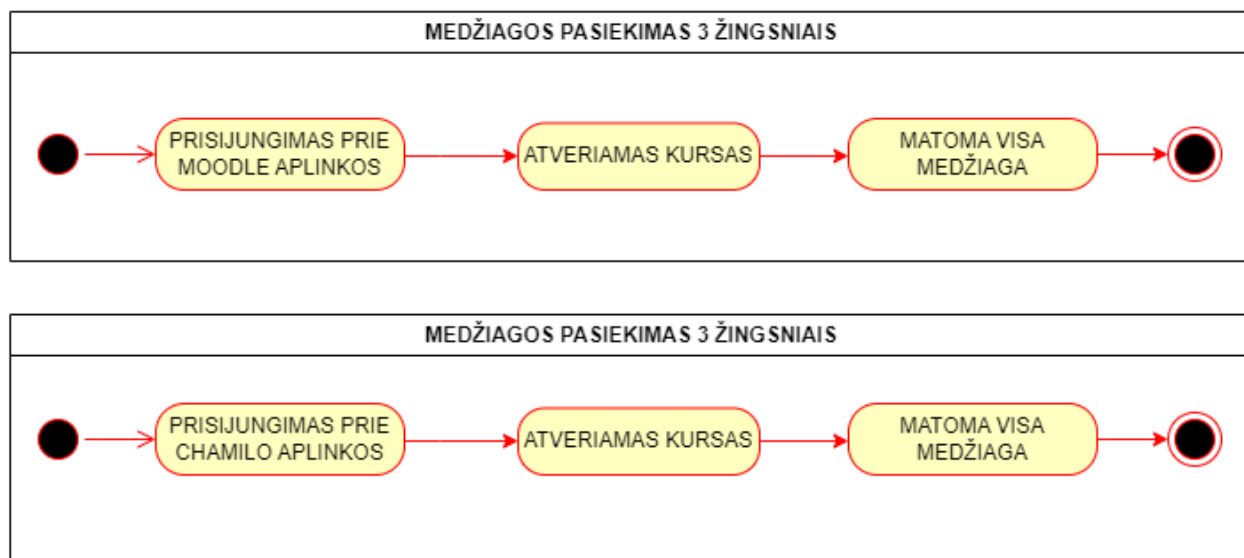 MEDŽIAGOS PASIEKIMAS 3 ŽINGSNIAIS
PRISIJUNGIMAS PRIE
MOODLE APLINKOS
ATVERIAMAS KURSAS
MATOMA VISA
MEDŽIAGA
MEDŽIAGOS PASIEKIMAS 3 ŽINGSNIAIS
PRISIJUNGIMAS PRIE
CHAMILO APLINKOS
ATVERIAMAS KURSAS
MATOMA VISA
MEDŽIAGA